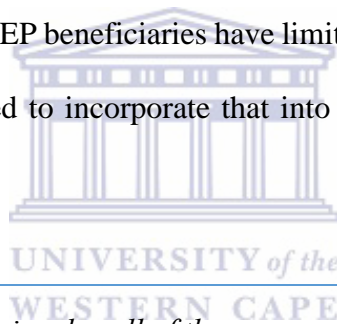 EP beneficiaries have limit
d to incorporate that into
UNIVERSITY of the
WESTERN CAPE